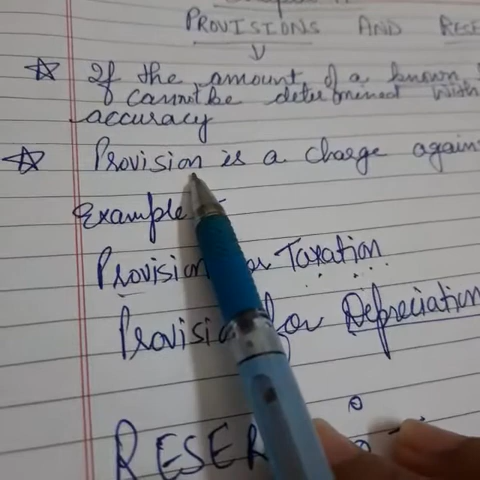 PROVISIONS AND RESE
If the amount of a known
cannot be determined with
accuracy
Provision is a charge again
Example
Provision for Taxation
Provision for Depreciation
RESER